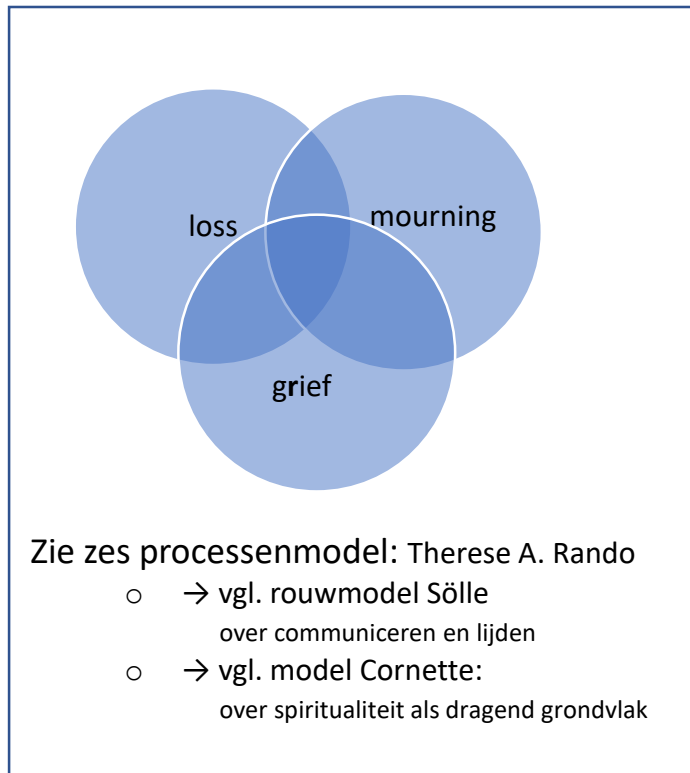 loss
mourning
grief
Zie zes processenmodel: Therese A. Rando
o → vgl. rouwmodel Sölle
over communiceren en lijden
o → vgl. model Cornette:
over spiritualiteit als dragend grondvlak